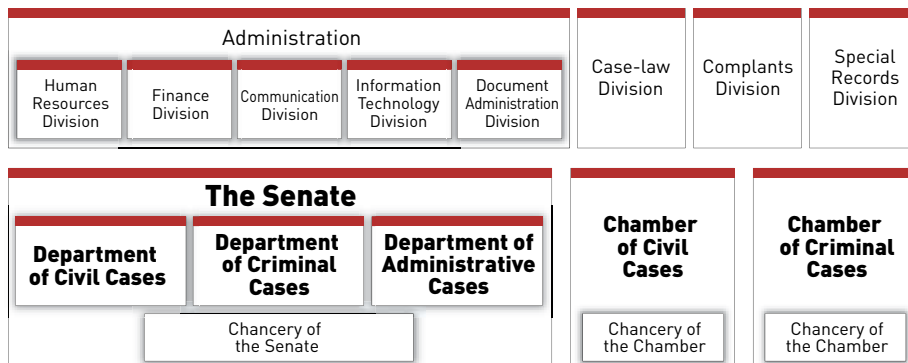 Administration
Human
Resources
Division
Finance
Division
Communication
Division
Information
Technology
Division
Document
Administration
Division
Case-law
Division
Complants
Division
Special
Records
Division
The Senate
Department
of Civil Cases
Department
of Criminal
Cases
Department of
Administrative
Cases
Chancery of
the Senate
Chamber
of Civil
Cases
Chancery of
the Chamber
Chamber
of Criminal
Cases
Chancery of
the Chamber